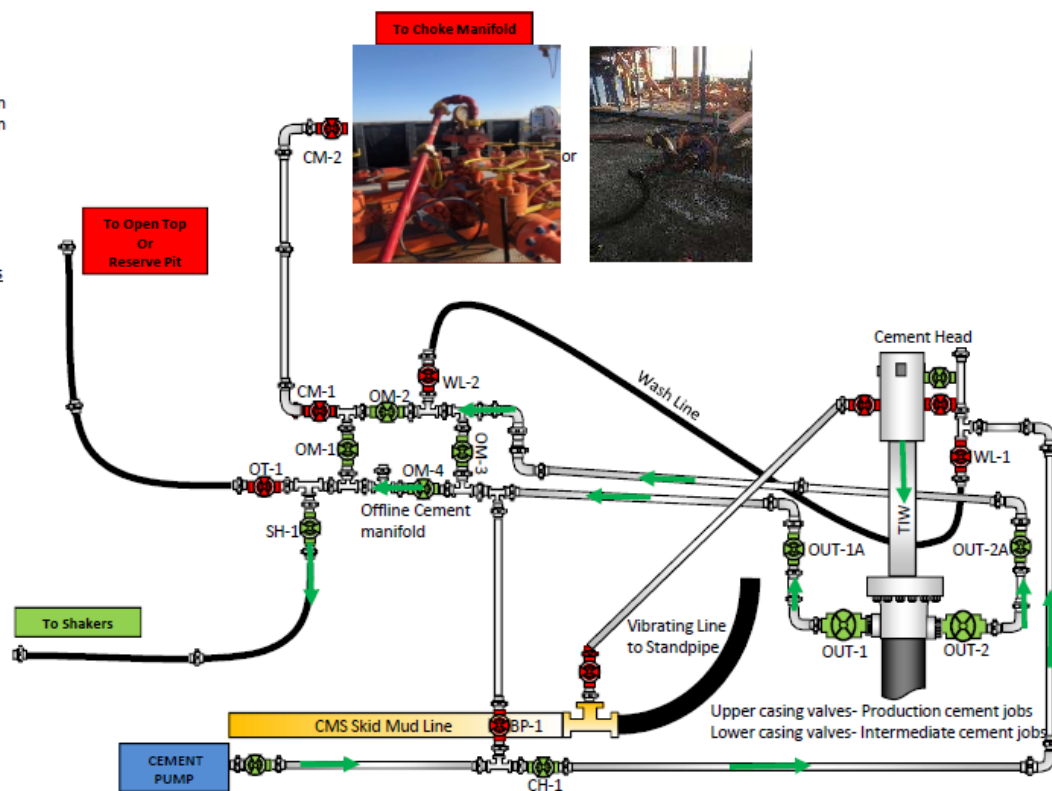 To Choke Manifold
n
n
CM-2
or
To Open Top
Or
Reserve Pit
s
Cement Head
WL-2
Wash Line
CM-1
OM-2
OM-1
OM-3
WL-1
OT-1
OM-4
Offline Cement
manifold
SH-1
TIW
OUT-1A
OUT-2A
To Shakers
Vibrating Line
to Standpipe
OUT-1
OUT-2
Upper casing valves- Production cement jobs
Lower casing valves- Intermediate cement jobs
CMS Skid Mud Line
BP-1
CEMENT
PUMP
CH-1